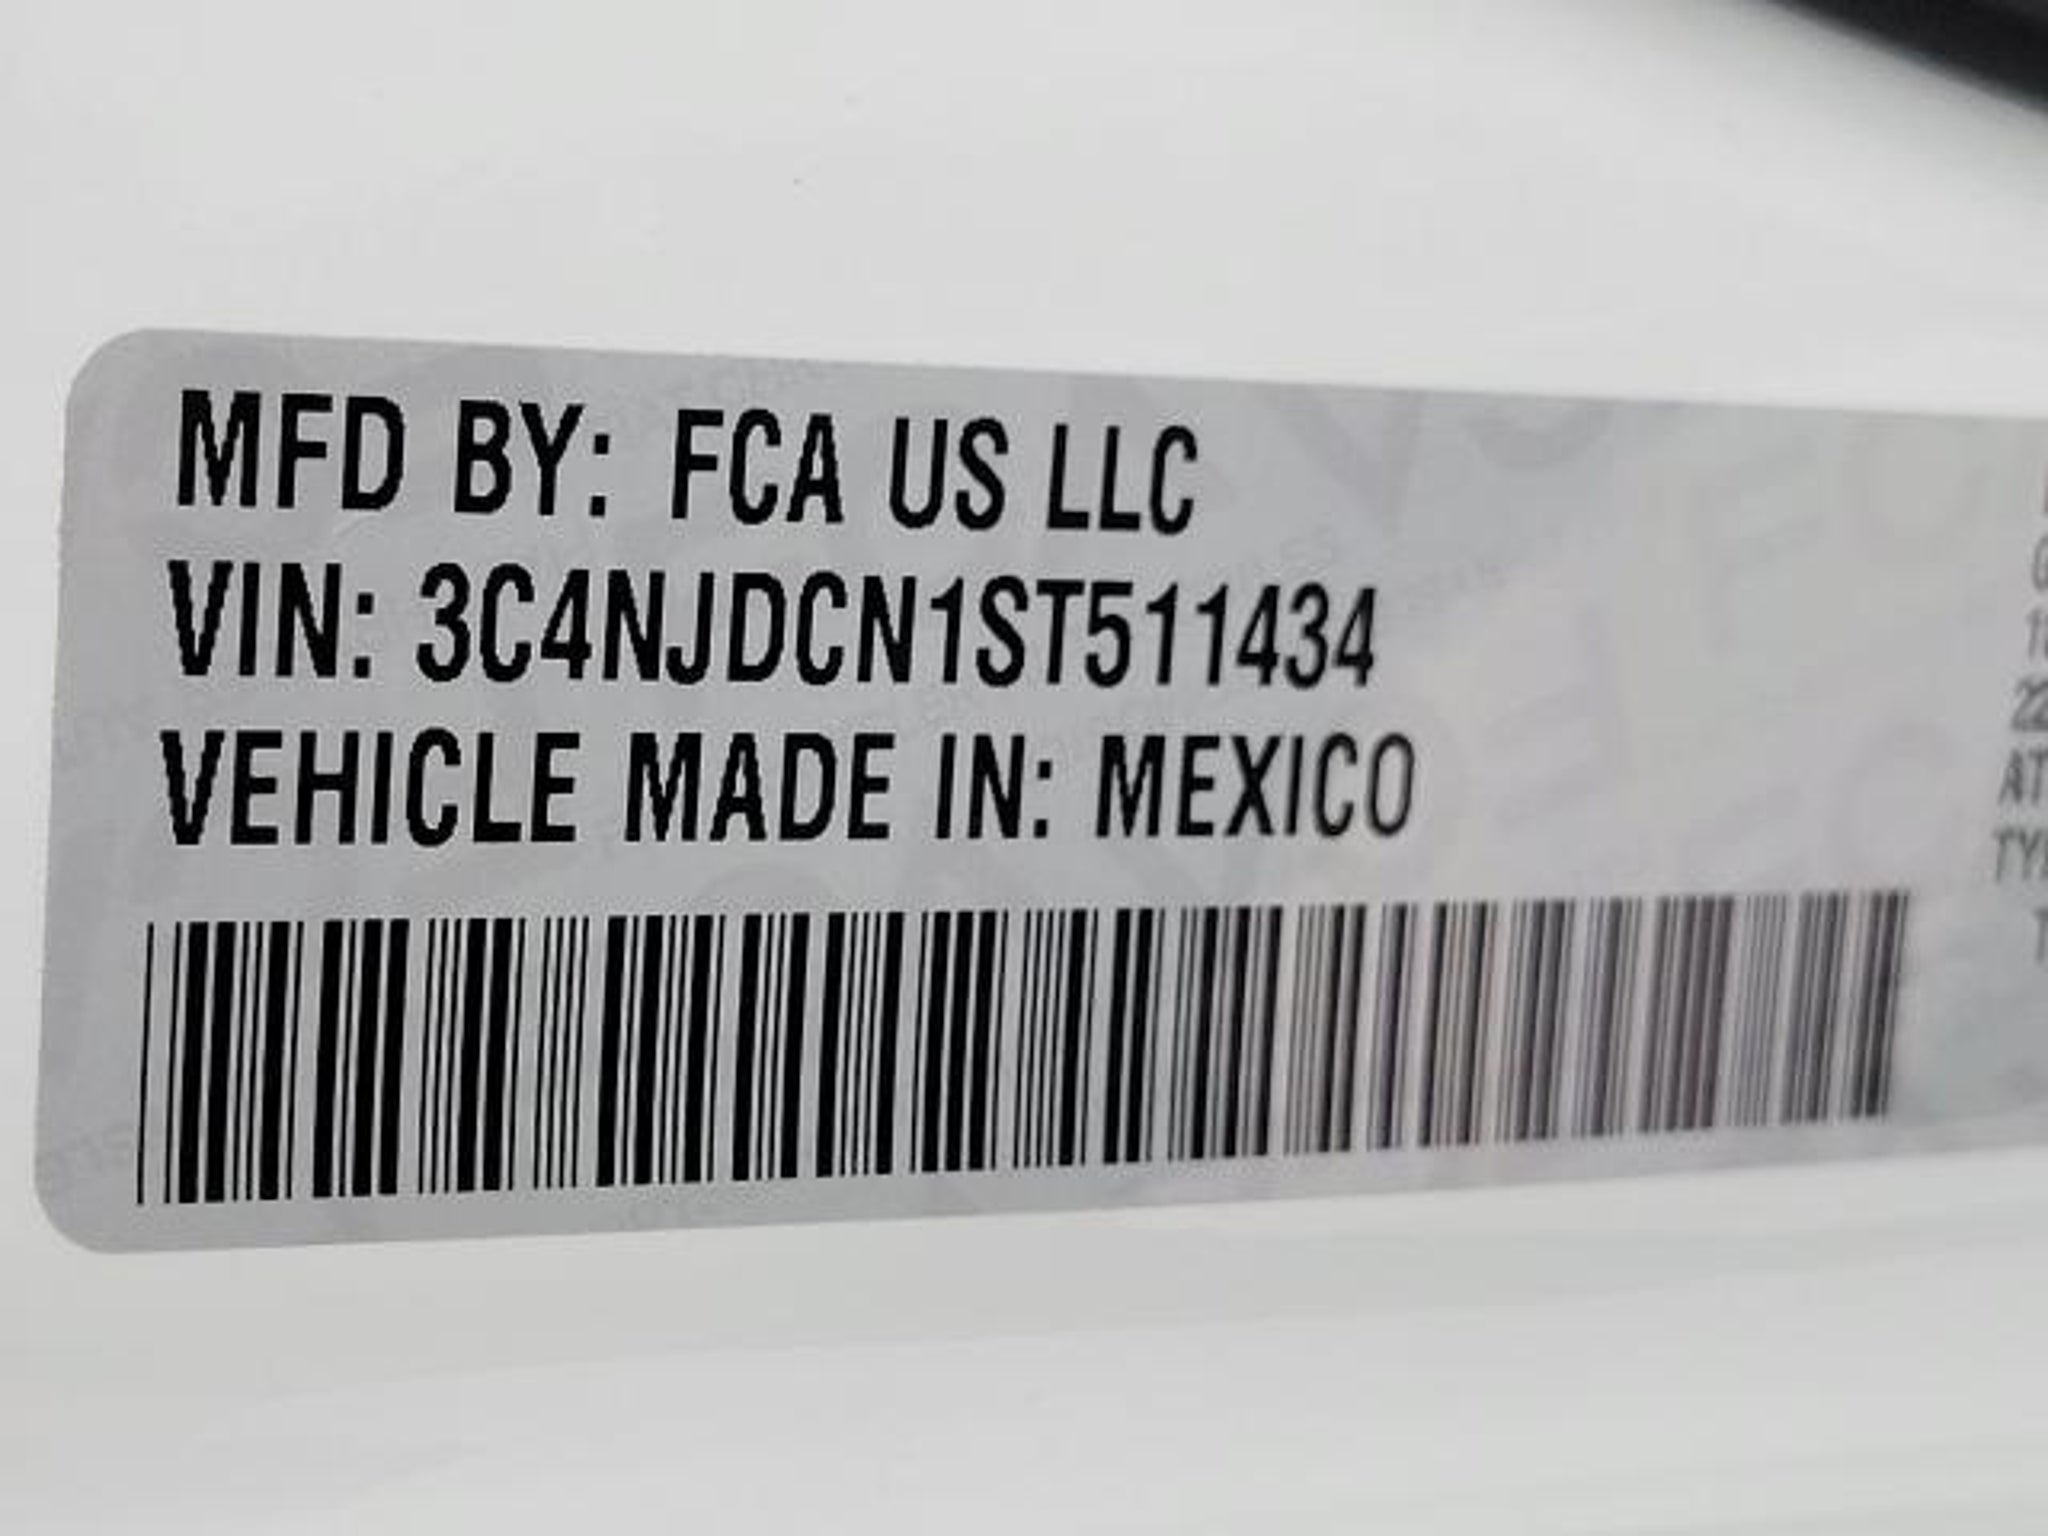 MFD BY: FCA US LLC
VIN: 3C4NJDCN1ST511434
VEHICLE MADE IN: MEXICO